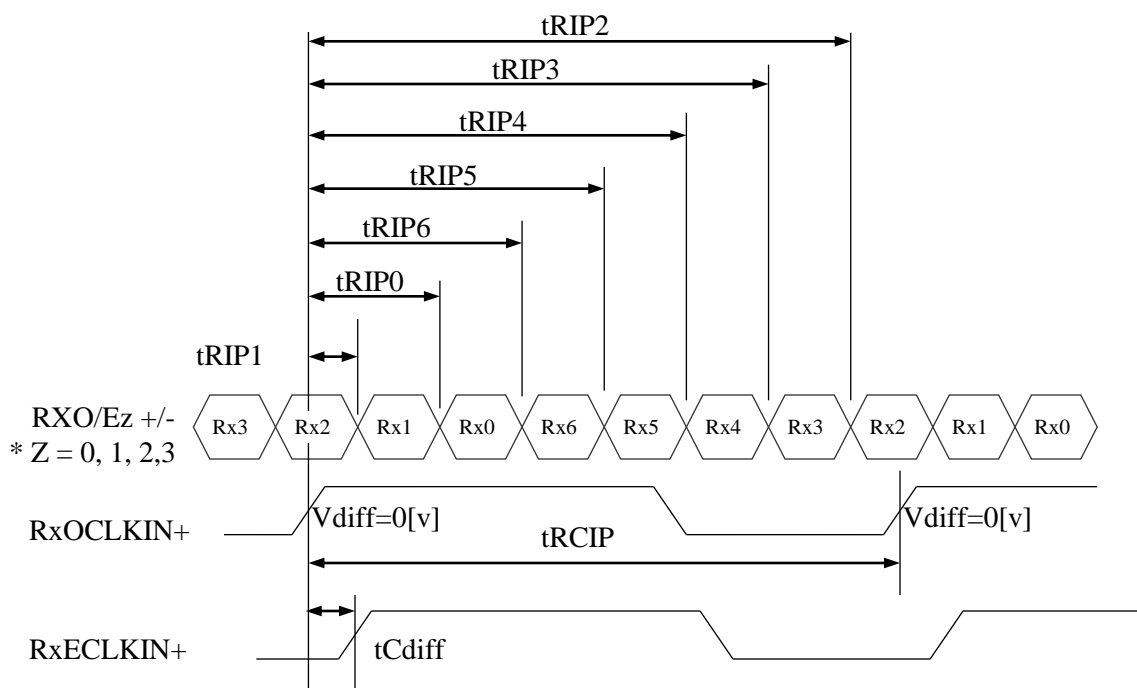 tRIP2
tRIP3
tRIP4
tRIP5
tRIP6
tRIP0
tRIP1
RXO/Ez +/-
* Z = 0, 1, 2,3
Rx3 Rx2 Rx1 Rx0 Rx6 Rx5 Rx4 Rx3 Rx2 Rx1 Rx0
RxOCLKIN+
Vdiff=0[v] Vdiff=0[v]
tRCIP
RxECLKIN+
tCdiff